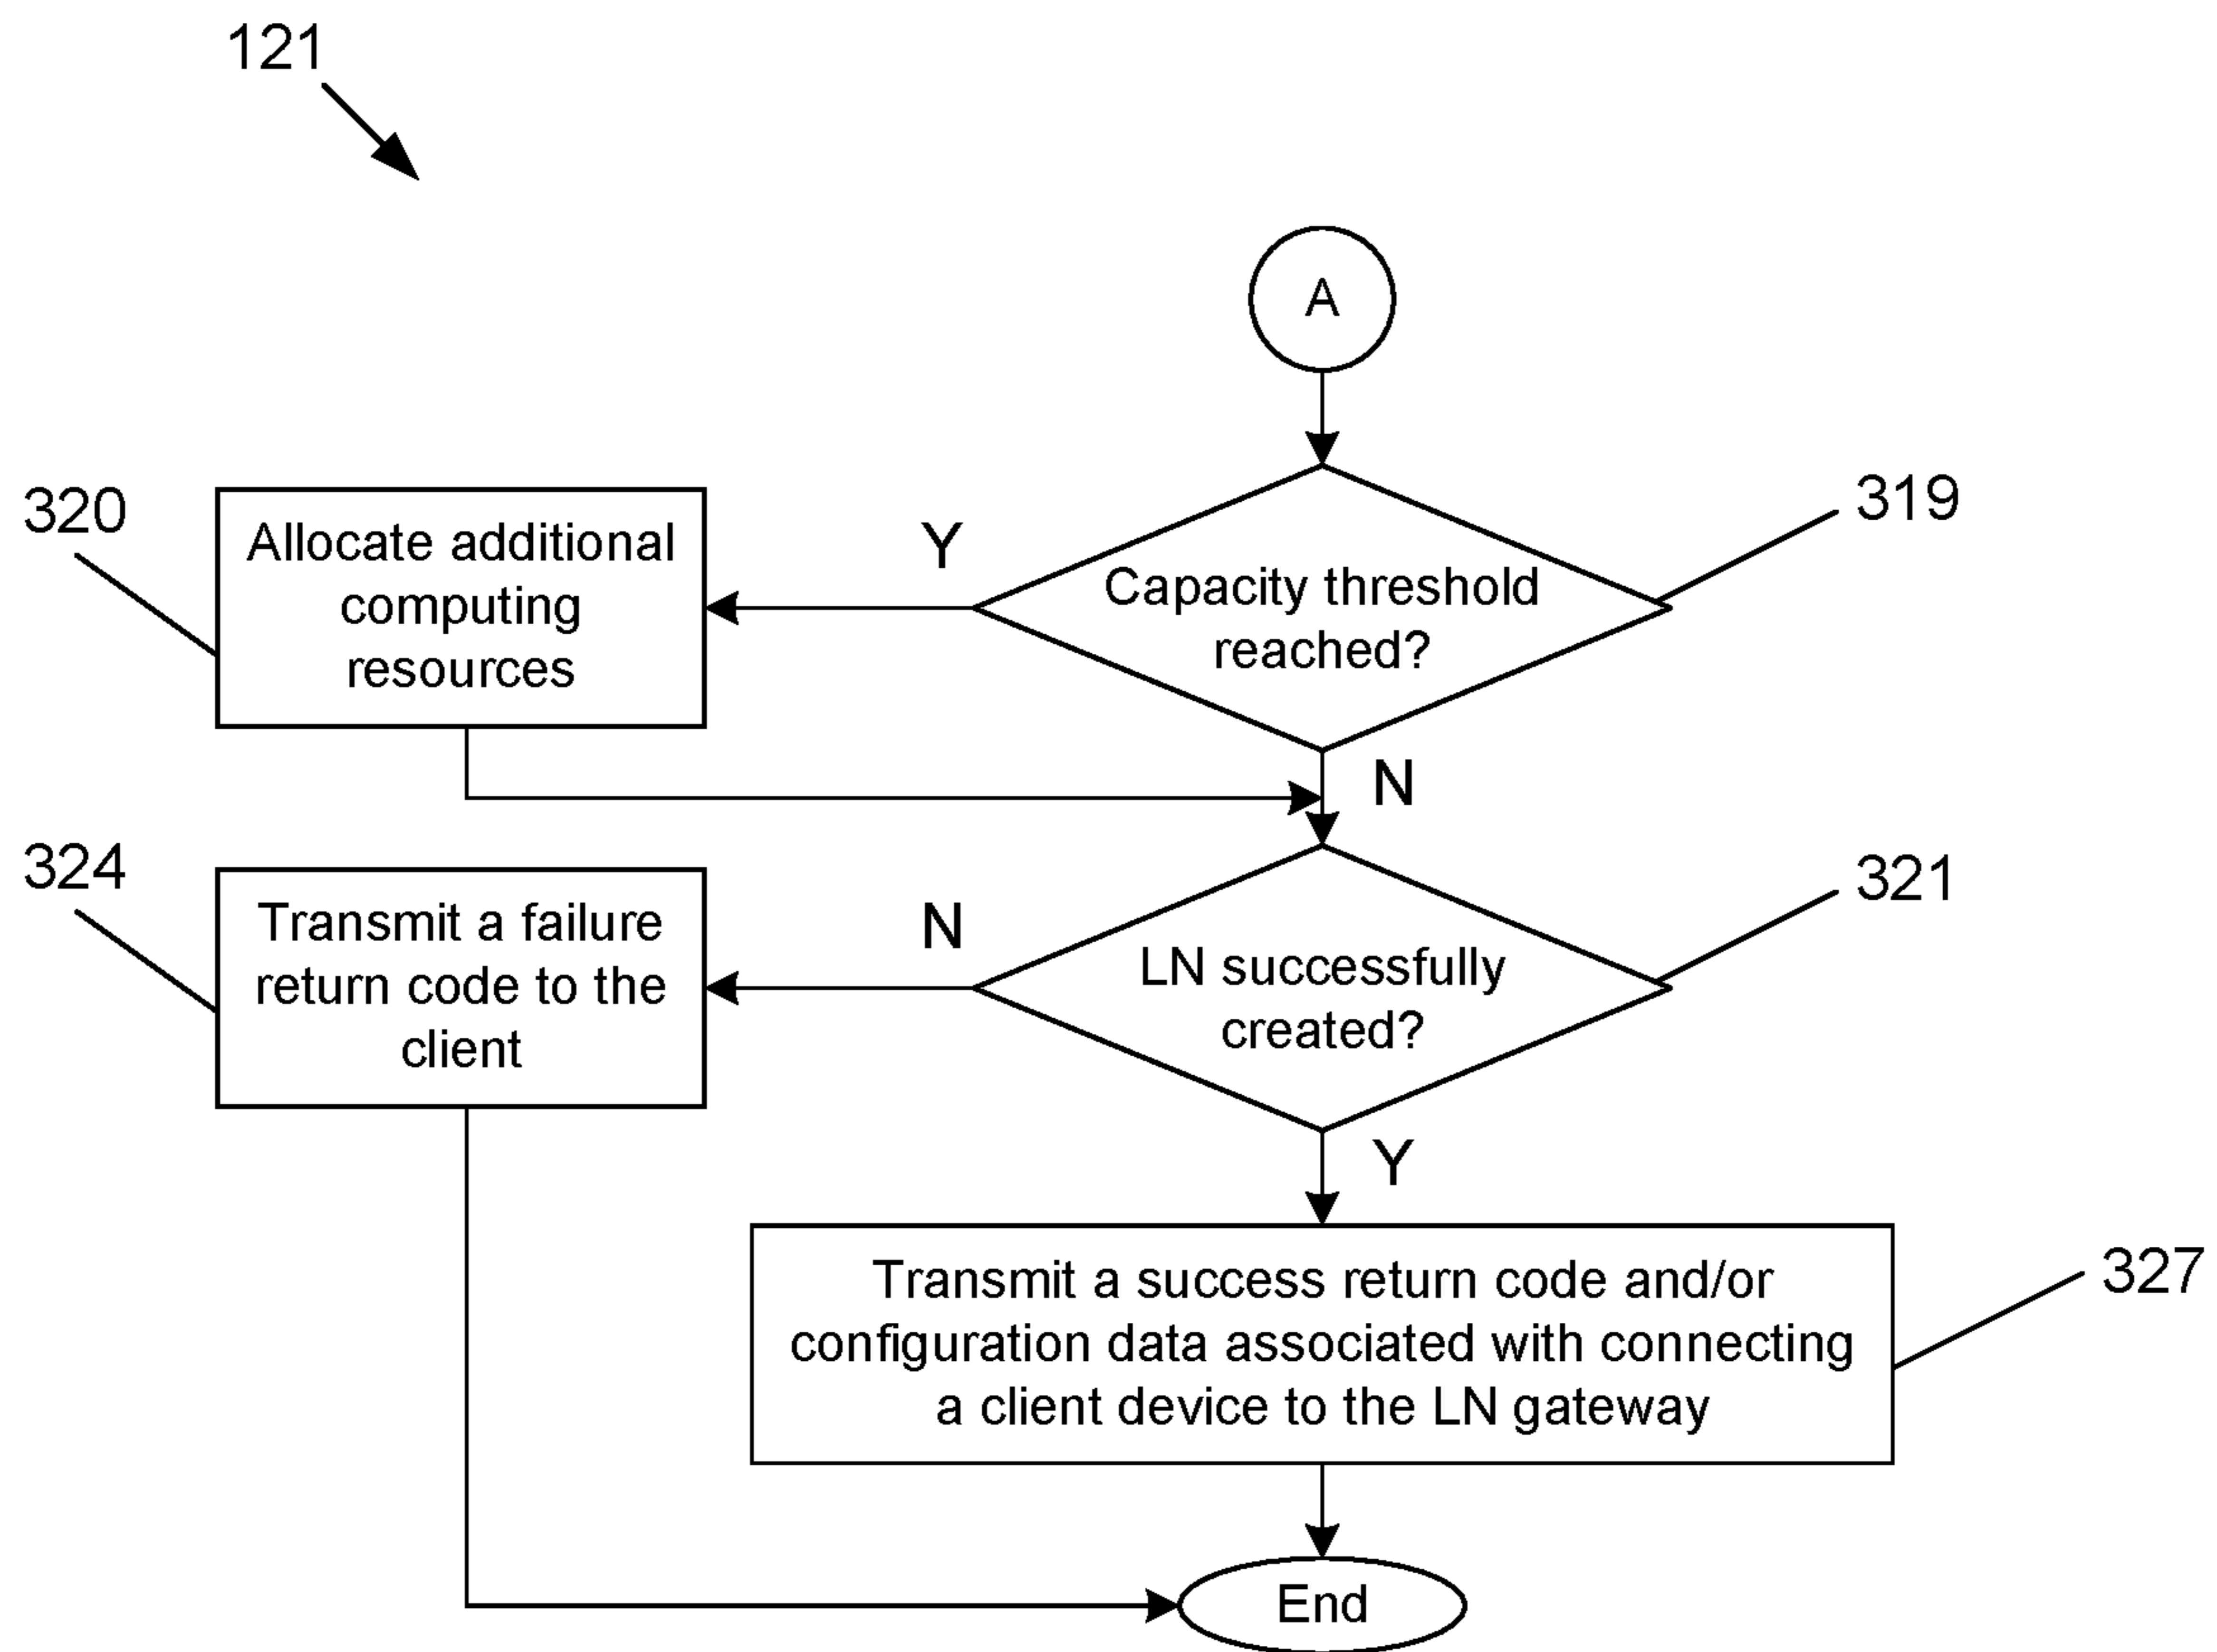 121
A
319
Capacity threshold
reached?
Y
320
Allocate additional
computing
resources
N
321
LN successfully
created?
N
324
Transmit a failure
return code to the
client
Y
327
Transmit a success return code and/or
configuration data associated with connecting
a client device to the LN gateway
End